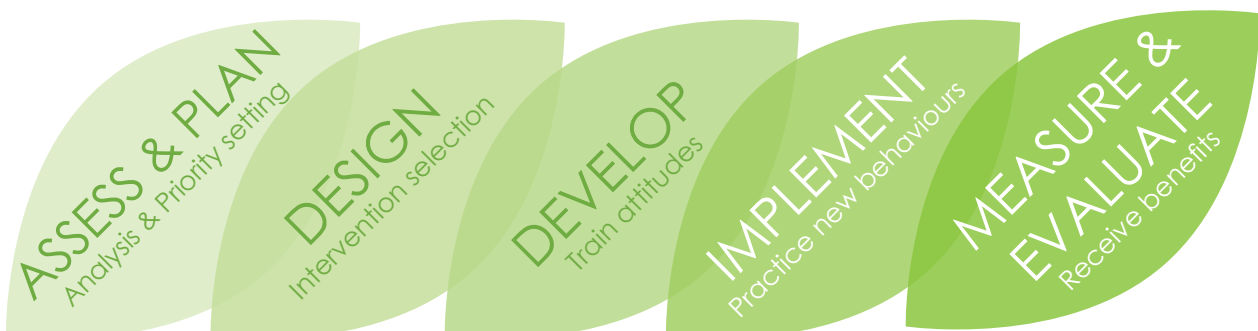 ASSESS & PLAN
Analysis & Priority setting
DESIGN
Intervention selection
DEVELOP
Train attitudes
IMPLEMENT
Practice new behaviours
MEASURE &
EVALUATE
Receive benefits